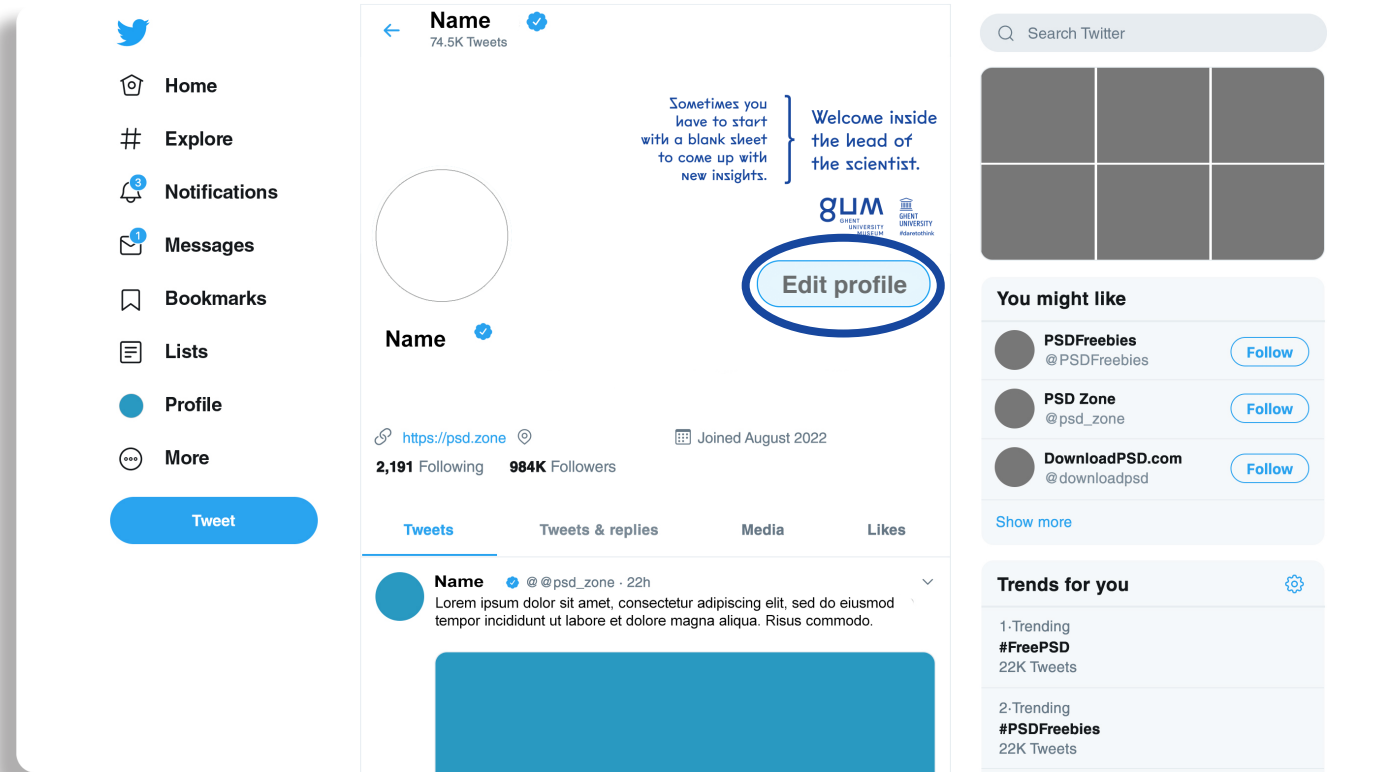 Home
Explore
3
Notifications
1
Messages
Bookmarks
Lists
Profile
More
Tweet
Name
74.5K Tweets
Sometimes you
have to start
with a blank sheet
to come up with
new insights.
Welcome inside
the head of
the scientist.
gum
GHENT
UNIVERSITY
MUSEUM
GHENT
UNIVERSITY
#daretothink
Edit profile
Name
https://psd.zone
Joined August 2022
2,191 Following 984K Followers
Tweets Tweets & replies Media Likes
Name @ @psd_zone · 22h
Lorem ipsum dolor sit amet, consectetur adipiscing elit, sed do eiusmod
tempor incididunt ut labore et dolore magna aliqua. Risus commodo.
Search Twitter
You might like
PSDFreebies
@PSDFreebies
Follow
PSD Zone
@psd_zone
Follow
DownloadPSD.com
@downloadpsd
Follow
Show more
Trends for you
1·Trending
#FreePSD
22K Tweets
2·Trending
#PSDFreebies
22K Tweets